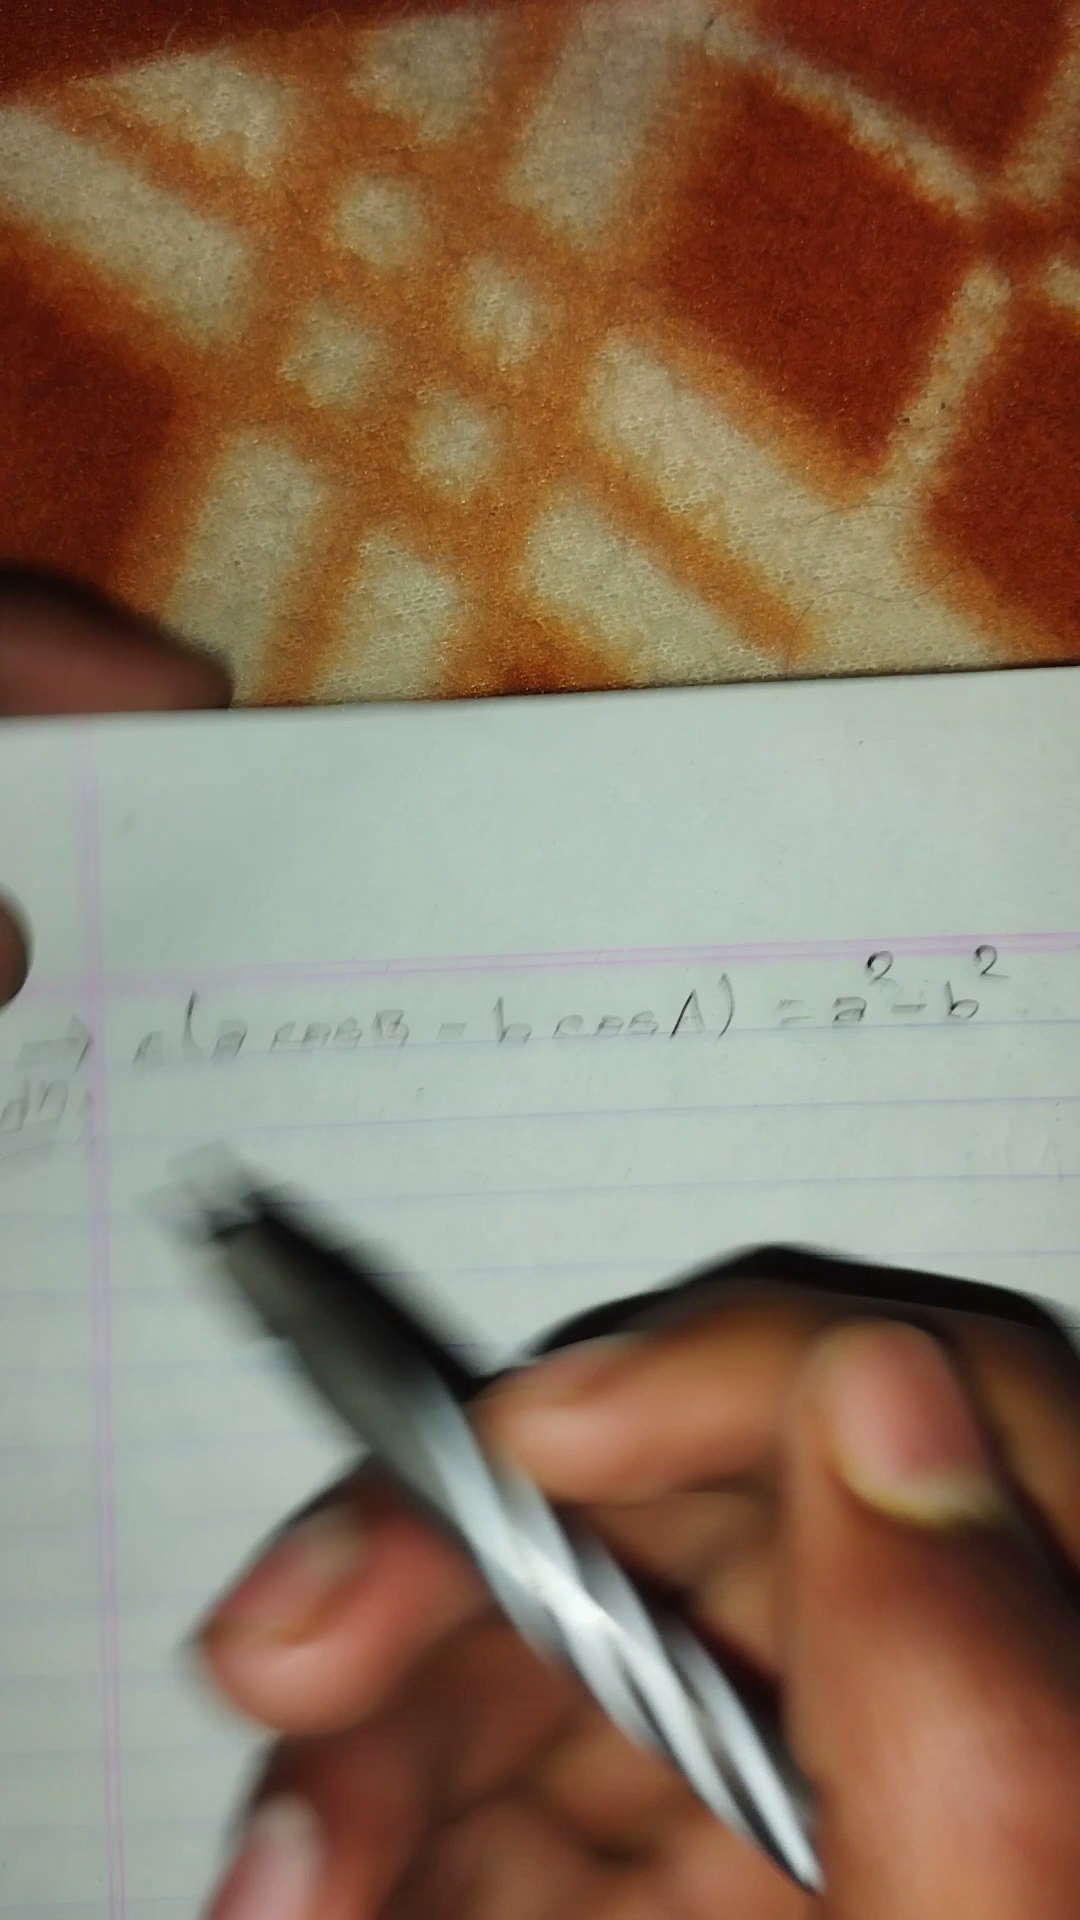 → c(a cosB - b cosA) = a² - b²